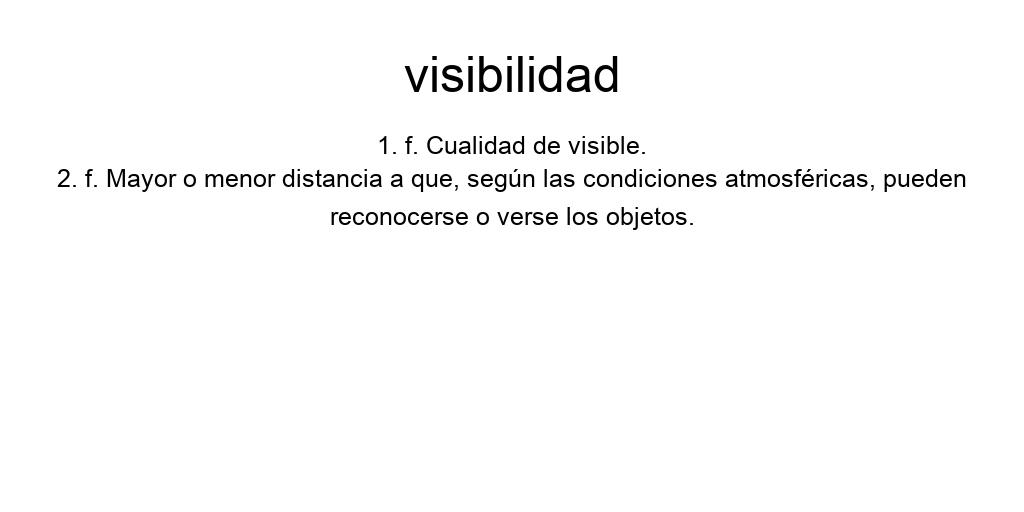 visibilidad
1. f. Cualidad de visible.
2. f. Mayor o menor distancia a que, según las condiciones atmosféricas, pueden
reconocerse o verse los objetos.